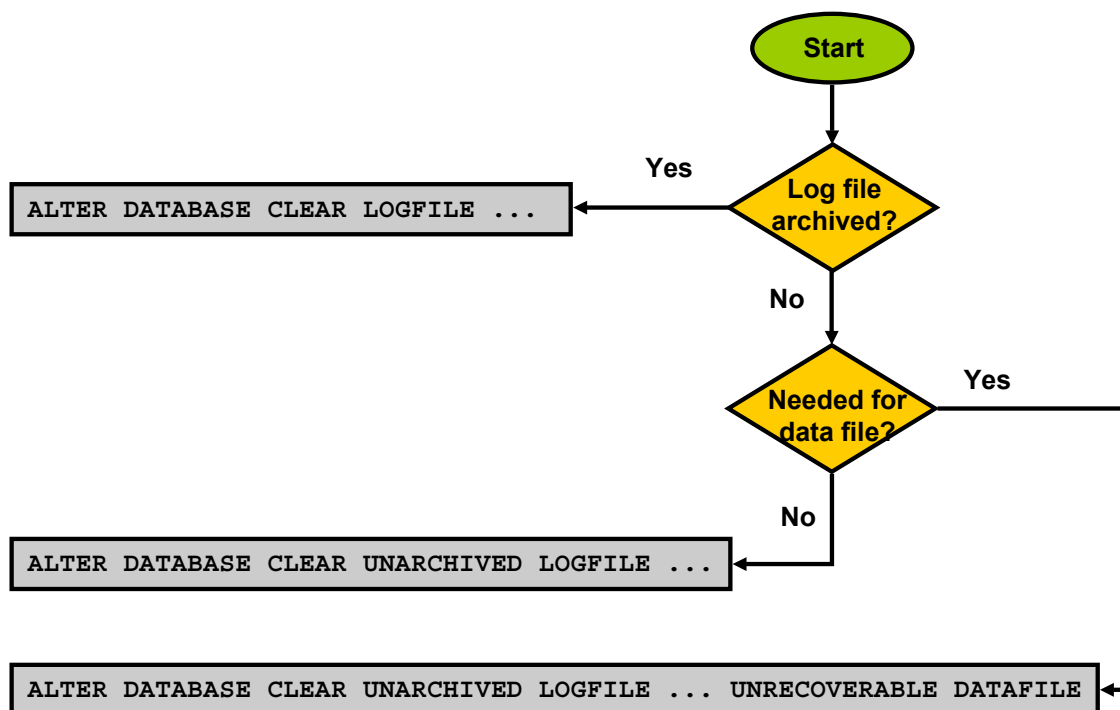 Start
Yes
Log file
archived?
ALTER DATABASE CLEAR LOGFILE ...
No
Needed for
data file?
Yes
No
ALTER DATABASE CLEAR UNARCHIVED LOGFILE ...
ALTER DATABASE CLEAR UNARCHIVED LOGFILE ... UNRECOVERABLE DATAFILE